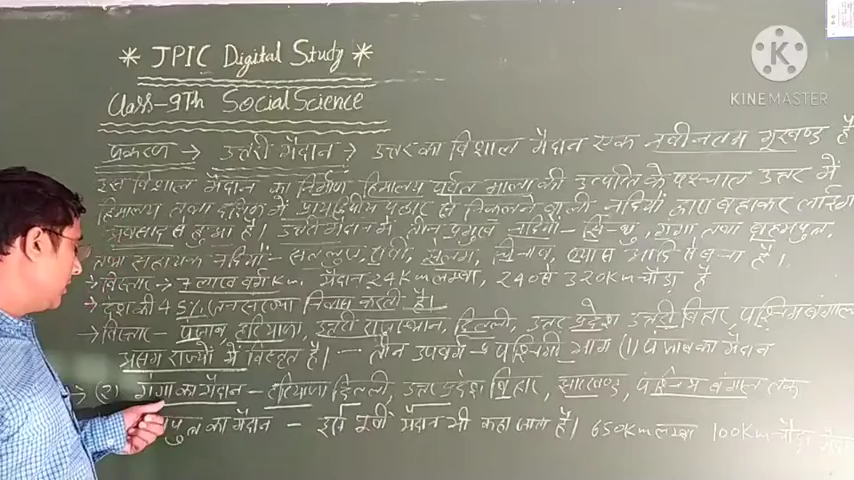 * JPIC Digital Study *
KINEMASTER
Class-9Th Social Science
प्रकरण → उत्तरी मैदान → उत्तर का विशाल मैदान एक नवीनतम भूखण्ड है
इस विशाल मैदान का निर्माण हिमालय पर्वत माला की उत्पत्ति के पश्चात उत्तर में
हिमालय तथा दक्षिण में प्रायद्वीपीय पठार से निकलने वाली नदियों द्वारा बहाकर लाई गई
अवसाद से हुआ है। उत्तरी मैदान में तीन प्रमुख नदियों- सिन्धु, गंगा तथा ब्रह्मपुत्र,
तथा सहायक नदियों:- सतलुज, रावी, झेलम, चिनाव, व्यास आदि से बना है।
→ विस्तार → 7 लाख वर्ग Km. मैदान 24 Km लम्बा, 240 से 320 Km चौड़ा है
→ देश की 45% जनसंख्या निवास करती है।
→ विस्तार- पंजाब, हरियाणा, उत्तरी राजस्थान, दिल्ली, उत्तर प्रदेश उत्तरी बिहार, पश्चिम बंगाल
राज्यों में विस्तृत है। तीन उपवर्ग → पश्चिमी भाग (1) पंजाब का मैदान
→ (2) गंगा का मैदान - हरियाणा दिल्ली, उत्तर प्रदेश बिहार, झारखण्ड, पश्चिम बंगाल तक
का मैदान - इसे पूर्वी मैदान भी कहा जाता है। 650 Km लम्बा 100 Km चौड़ा